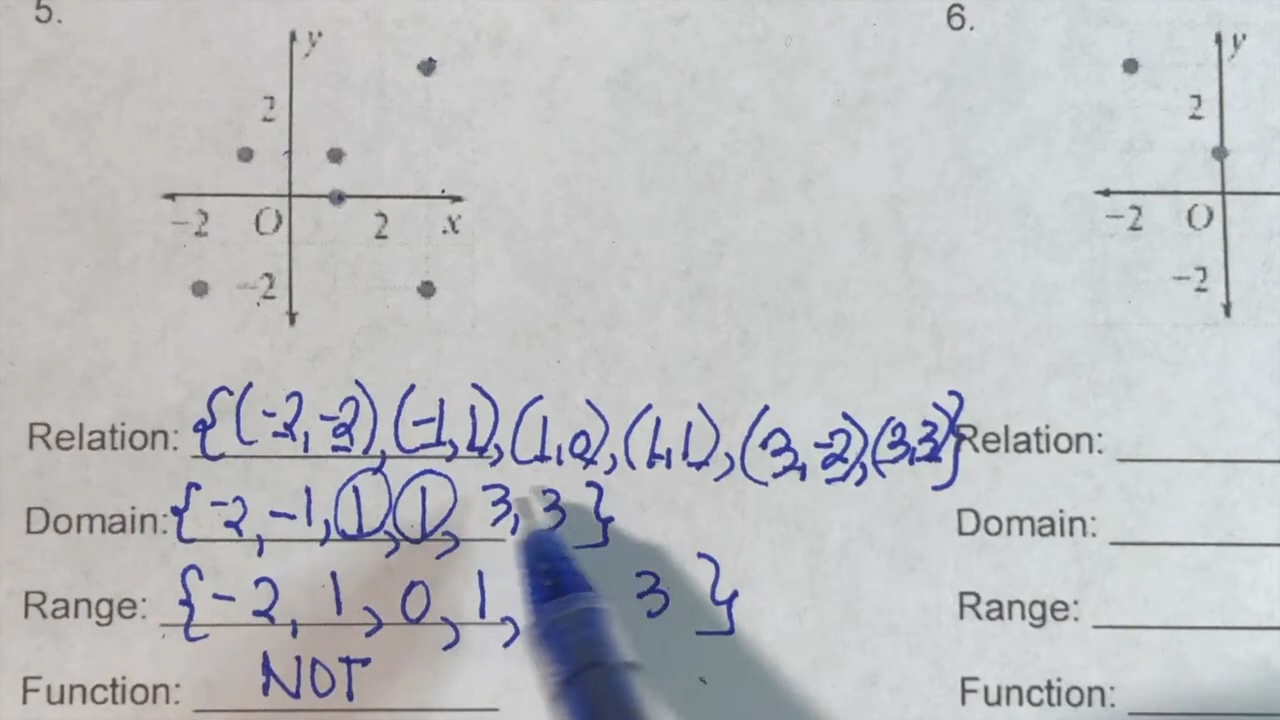 5.
y
2
-2 O 2 x
-2
Relation: {(-2,-2),(-1,1),(1,0),(1,1),(3,-2),(3,3)}
Domain: {-2,-1,1,1,3,3}
Range: {-2,1,0,1, 3}
Function: NOT
6.
y
2
-2 O
-2
Relation:
Domain:
Range:
Function: